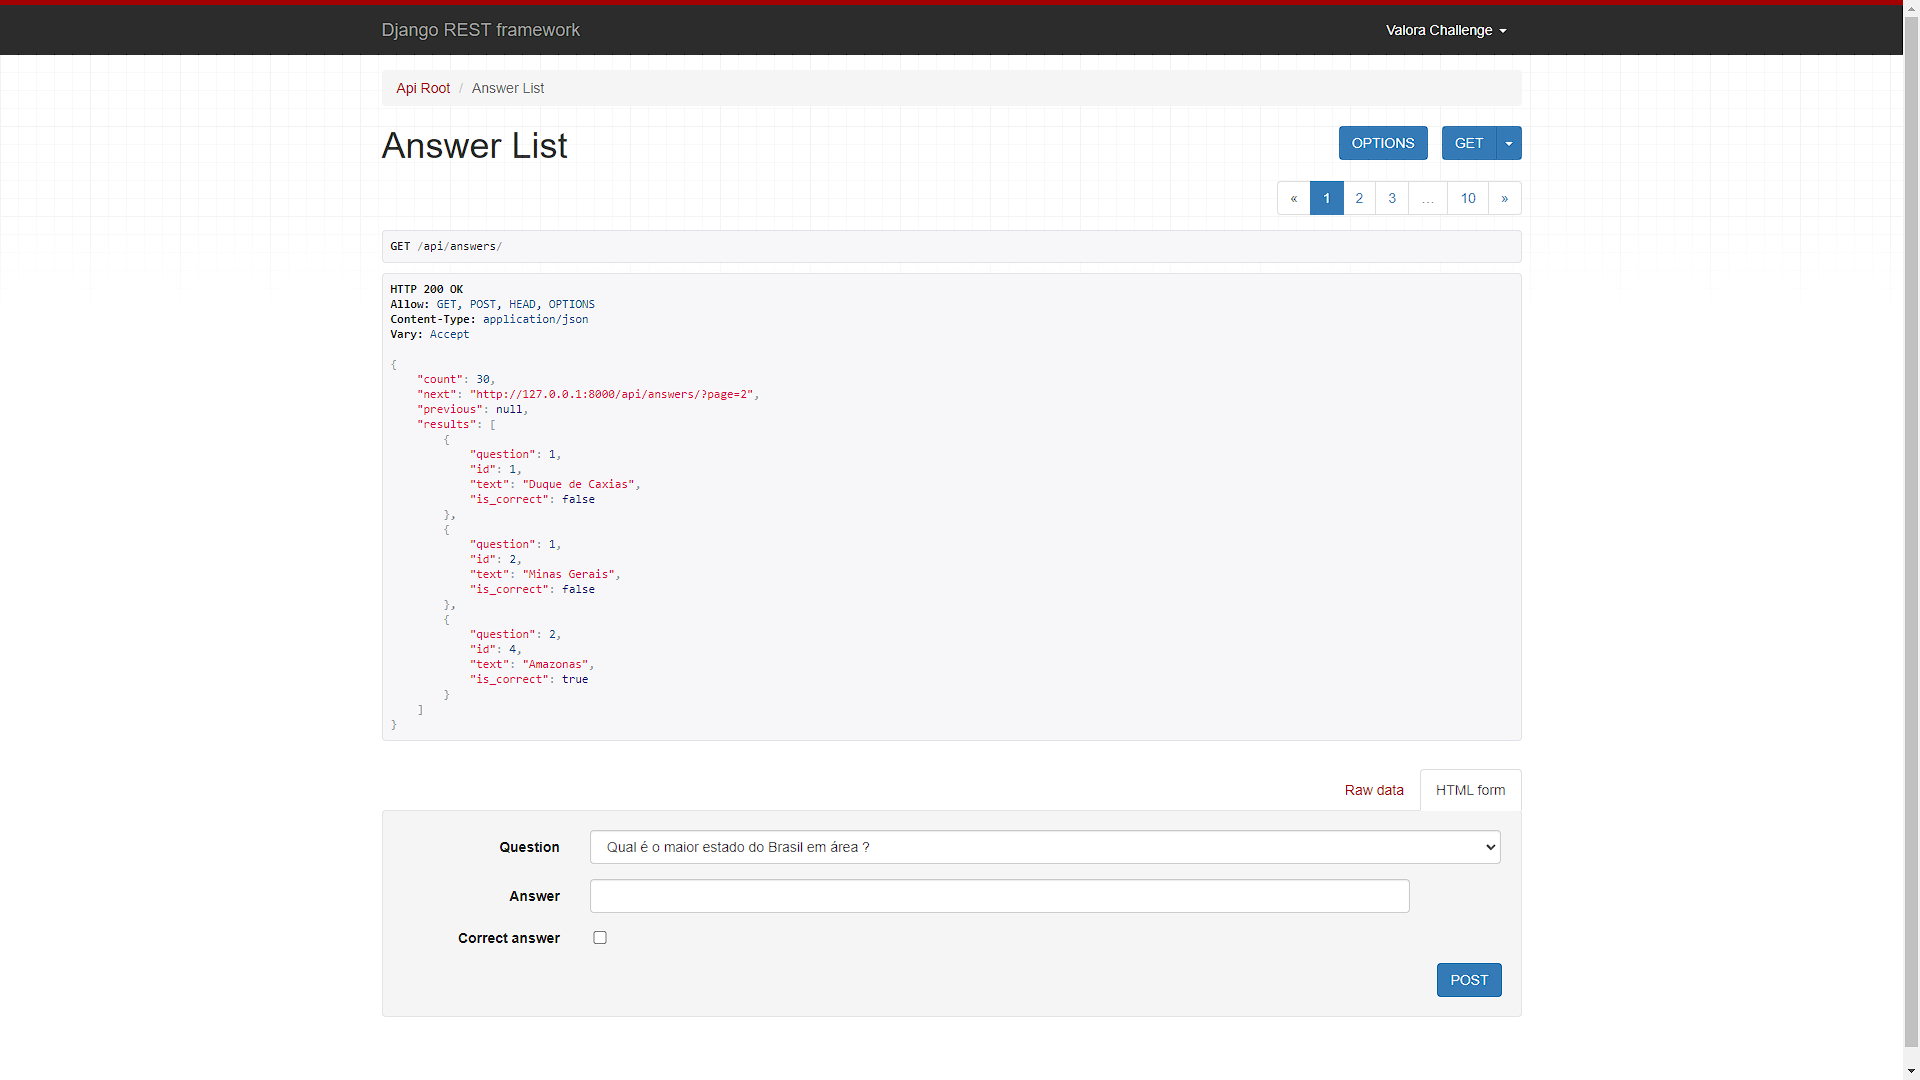 Django REST framework
Valora Challenge
Api Root / Answer List
Answer List
OPTIONS
GET
« 1 2 3 … 10 »
GET /api/answers/
HTTP 200 OK
Allow: GET, POST, HEAD, OPTIONS
Content-Type: application/json
Vary: Accept
{
    "count": 30,
    "next": "http://127.0.0.1:8000/api/answers/?page=2",
    "previous": null,
    "results": [
        {
            "question": 1,
            "id": 1,
            "text": "Duque de Caxias",
            "is_correct": false
        },
        {
            "question": 1,
            "id": 2,
            "text": "Minas Gerais",
            "is_correct": false
        },
        {
            "question": 2,
            "id": 4,
            "text": "Amazonas",
            "is_correct": true
        }
    ]
}
Raw data
HTML form
Question
Qual é o maior estado do Brasil em área ?
Answer
Correct answer
POST